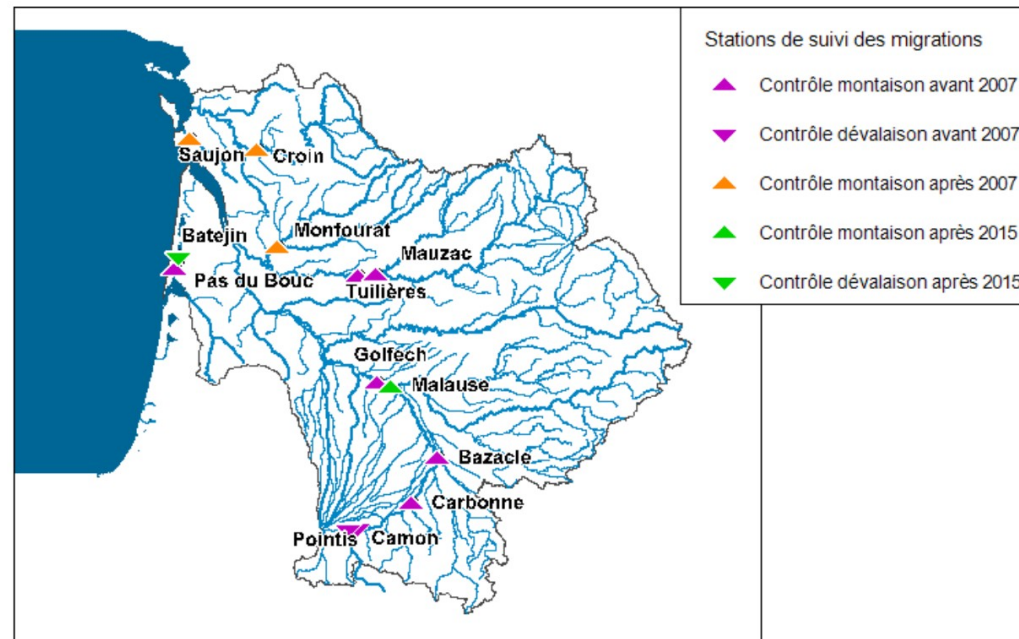 Stations de suivi des migrations
Contrôle montaison avant 2007
Contrôle dévalaison avant 2007
Contrôle montaison après 2007
Contrôle montaison après 2015
Contrôle dévalaison après 2015
Saujon
Croin
Monfourat
Batejin
Mauzac
Pas du Bouc
Tuilières
Golfech
Malause
Bazacle
Carbonne
Pointis
Camon